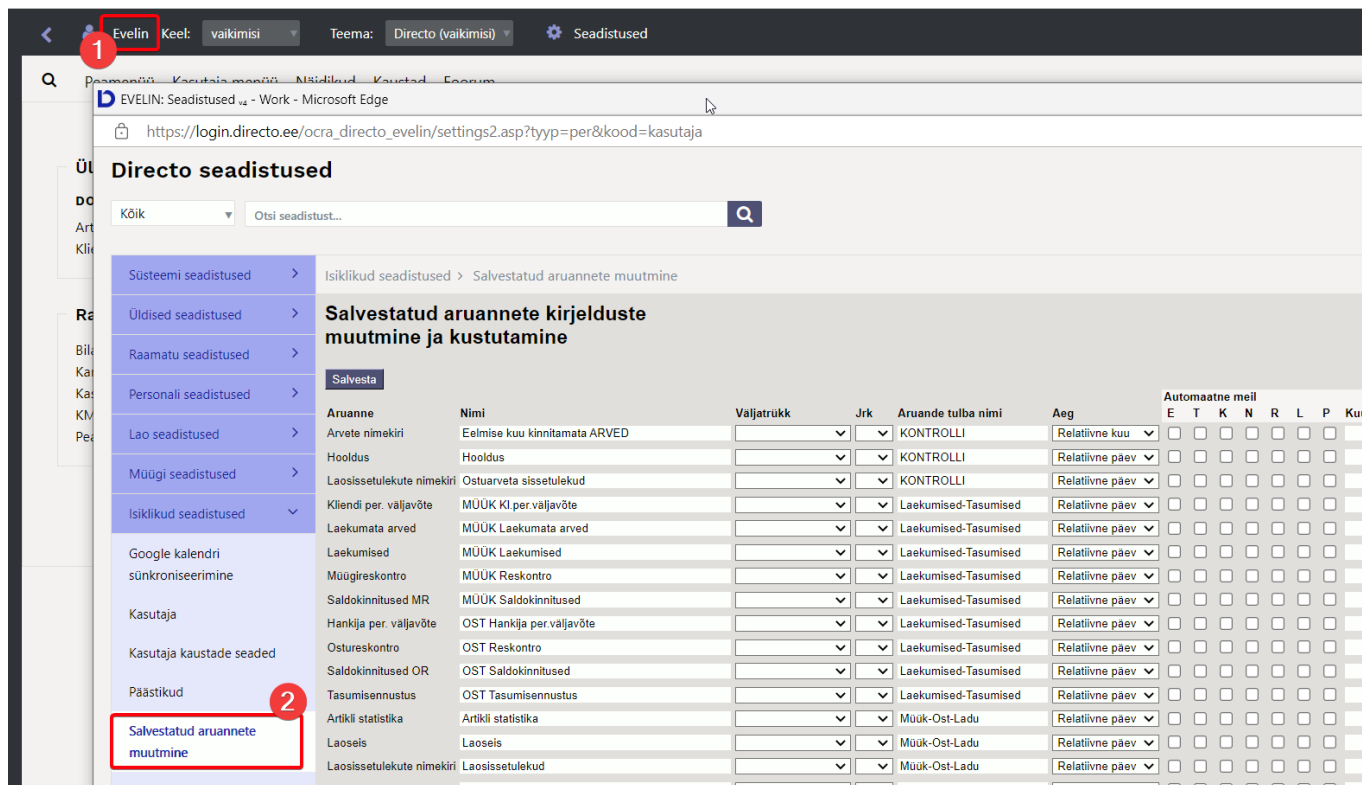 Evelin Keel: vaikimisi Teema: Directo (vaikimisi) Seadistused
1
Peamenüü Kasutaja menüü Näidikud Kaustad Foorum
EVELIN: Seadistused v4 - Work - Microsoft Edge
https://login.directo.ee/ocra_directo_evelin/settings2.asp?tyyp=per&kood=kasutaja
Directo seadistused
Kõik Otsi seadistust...
Süsteemi seadistused
Üldised seadistused
Raamatu seadistused
Personali seadistused
Lao seadistused
Müügi seadistused
Isiklikud seadistused
Google kalendri
sünkroniseerimine
Kasutaja
Kasutaja kaustade seaded
Päästikud
2
Salvestatud aruannete
muutmine
Isiklikud seadistused > Salvestatud aruannete muutmine
Salvestatud aruannete kirjelduste
muutmine ja kustutamine
Salvesta
Automaatne meil
Aruanne Nimi Väljatrükk Jrk Aruande tulba nimi Aeg E T K N R L P
Arvete nimekiri Eelmise kuu kinnitamata ARVED KONTROLLI Relatiivne kuu
Hooldus Hooldus KONTROLLI Relatiivne päev
Laosissetulekute nimekiri Ostuarveta sissetulekud KONTROLLI Relatiivne päev
Kliendi per. väljavõte MÜÜK Kl.per.väljavõte Laekumised-Tasumised Relatiivne päev
Laekumata arved MÜÜK Laekumata arved Laekumised-Tasumised Relatiivne päev
Laekumised MÜÜK Laekumised Laekumised-Tasumised Relatiivne päev
Müügireskontro MÜÜK Reskontro Laekumised-Tasumised Relatiivne päev
Saldokinnitused MR MÜÜK Saldokinnitused Laekumised-Tasumised Relatiivne päev
Hankija per. väljavõte OST Hankija per.väljavõte Laekumised-Tasumised Relatiivne päev
Ostureskontro OST Reskontro Laekumised-Tasumised Relatiivne päev
Saldokinnitused OR OST Saldokinnitused Laekumised-Tasumised Relatiivne päev
Tasumisennustus OST Tasumisennustus Laekumised-Tasumised Relatiivne päev
Artikli statistika Artikli statistika Müük-Ost-Ladu Relatiivne päev
Laoseis Laoseis Müük-Ost-Ladu Relatiivne päev
Laosissetulekute nimekiri Laosissetulekud Müük-Ost-Ladu Relatiivne päev